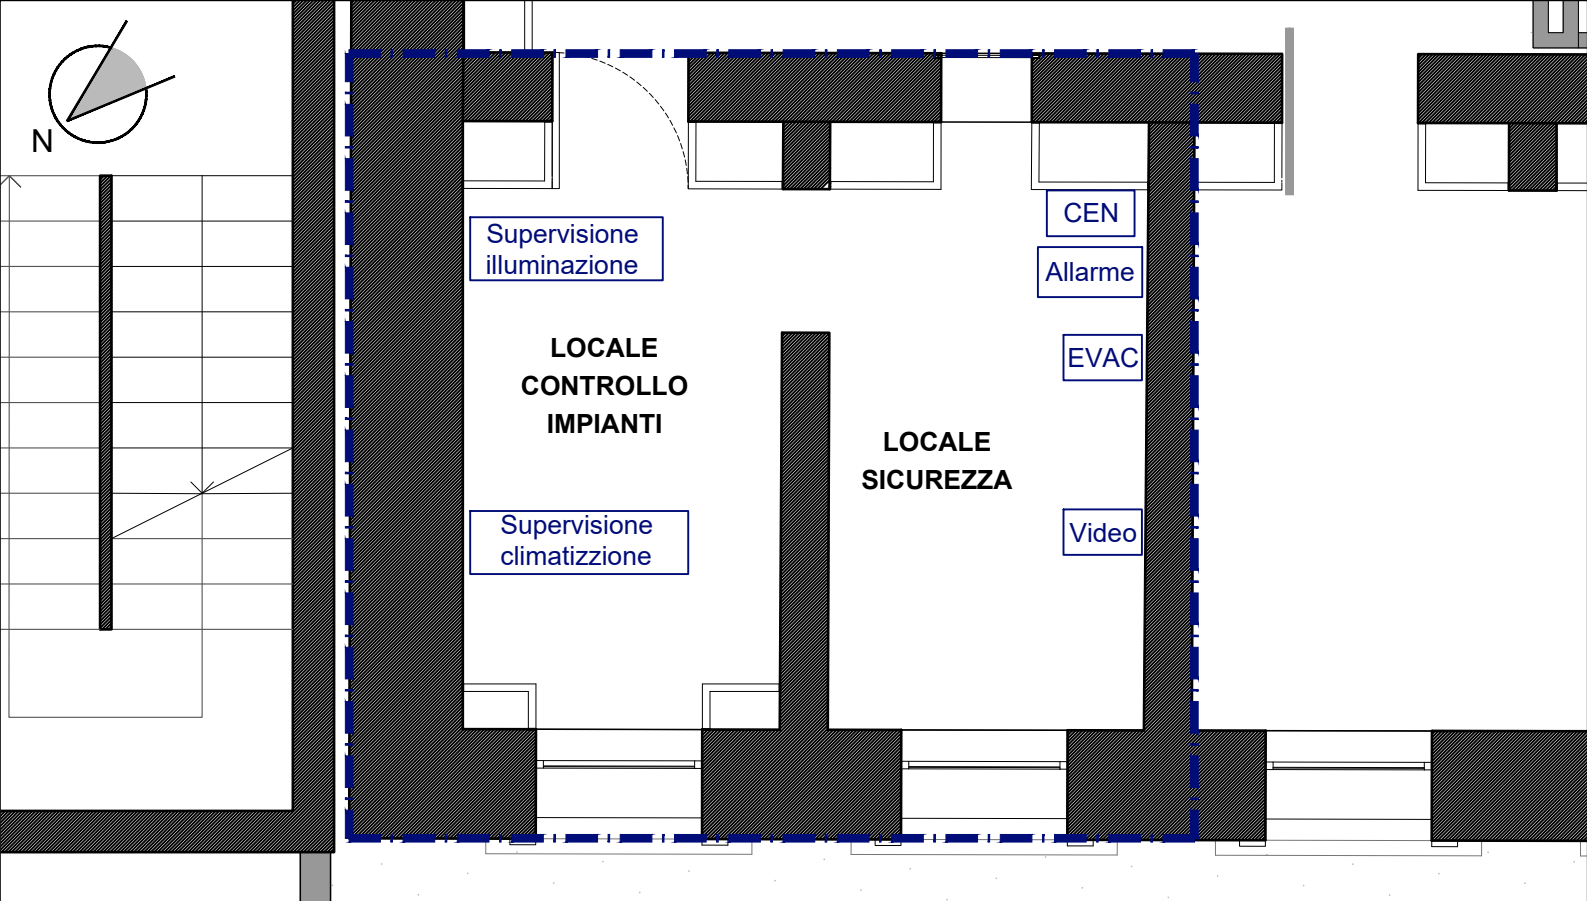 N
Supervisione
illuminazione
LOCALE
CONTROLLO
IMPIANTI
Supervisione
climatizzione
CEN
Allarme
EVAC
LOCALE
SICUREZZA
Video